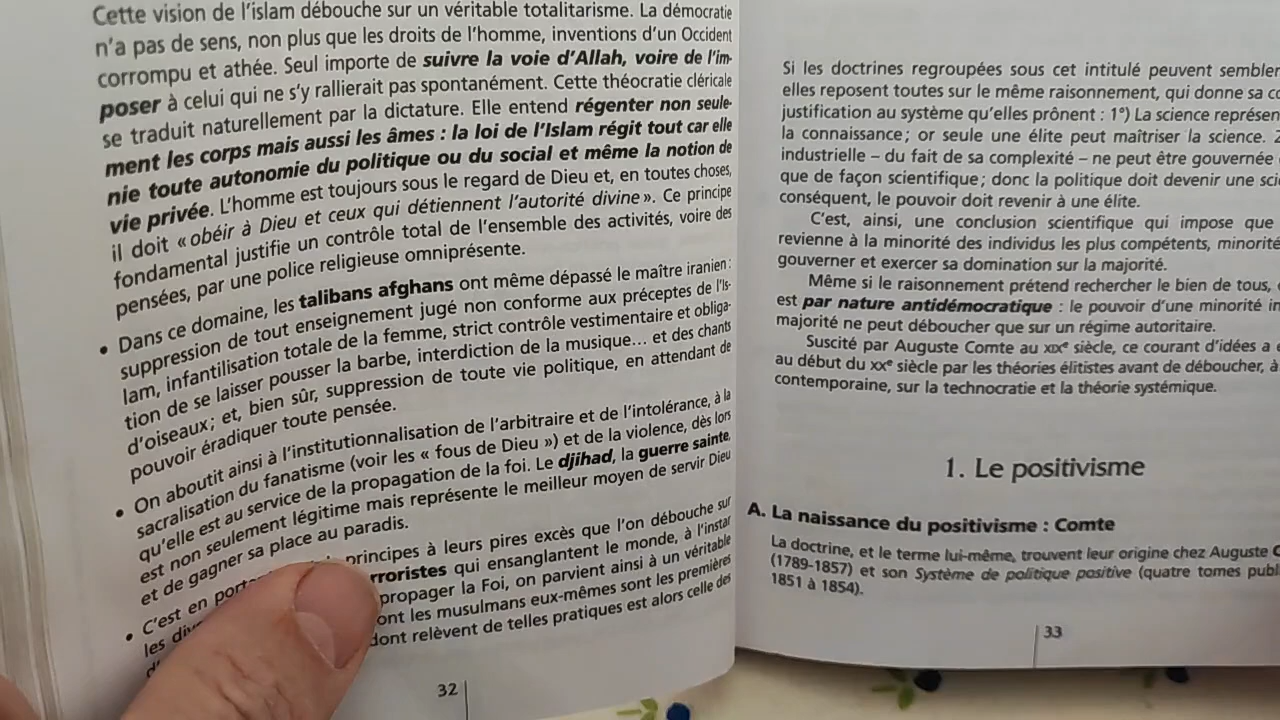 Cette vision de l'islam débouche sur un véritable totalitarisme. La démocratie
n'a pas de sens, non plus que les droits de l'homme, inventions d'un Occident
corrompu et athée. Seul importe de suivre la voie d'Allah, voire de l'im-
poser à celui qui ne s'y rallierait pas spontanément. Cette théocratie cléricale
se traduit naturellement par la dictature. Elle entend régenter non seule-
ment les corps mais aussi les âmes : la loi de l'Islam régit tout car elle
nie toute autonomie du politique ou du social et même la notion de
vie privée. L'homme est toujours sous le regard de Dieu et, en toutes choses,
il doit « obéir à Dieu et ceux qui détiennent l'autorité divine ». Ce principe
fondamental justifie un contrôle total de l'ensemble des activités, voire des
pensées, par une police religieuse omniprésente.
• Dans ce domaine, les talibans afghans ont même dépassé le maître iranien :
suppression de tout enseignement jugé non conforme aux préceptes de l'Is-
lam, infantilisation totale de la femme, strict contrôle vestimentaire et obliga-
tion de se laisser pousser la barbe, interdiction de la musique... et des chants
d'oiseaux ; et, bien sûr, suppression de toute vie politique, en attendant de
pouvoir éradiquer toute pensée.
• On aboutit ainsi à l'institutionnalisation de l'arbitraire et de l'intolérance, à la
sacralisation du fanatisme (voir les « fous de Dieu ») et de la violence, dès lors
qu'elle est au service de la propagation de la foi. Le djihad, la guerre sainte,
est non seulement légitime mais représente le meilleur moyen de servir Dieu
et de gagner sa place au paradis.
• C'est en principes à leurs pires excès que l'on débouche sur
les qui ensanglantent le monde, à l'instar
propager la Foi, on parvient ainsi à un véritable
les musulmans eux-mêmes sont les premières
dont relèvent de telles pratiques est alors celle des
32
Si les doctrines regroupées sous cet intitulé peuvent sembler
elles reposent toutes sur le même raisonnement, qui donne sa
justification au système qu'elles prônent : 1°) La science
la connaissance ; or seule une élite peut maîtriser la science.
industrielle – du fait de sa complexité – ne peut être gouvernée
que de façon scientifique ; donc la politique doit devenir une
conséquent, le pouvoir doit revenir à une élite.
C'est, ainsi, une conclusion scientifique qui impose que
revienne à la minorité des individus les plus compétents, minorité
gouverner et exercer sa domination sur la majorité.
Même si le raisonnement prétend rechercher le bien de tous,
est par nature antidémocratique : le pouvoir d'une minorité
majorité ne peut déboucher que sur un régime autoritaire.
Suscité par Auguste Comte au XIXe siècle, ce courant d'idées a
au début du XXe siècle par les théories élitistes avant de déboucher, à
contemporaine, sur la technocratie et la théorie systémique.
1. Le positivisme
A. La naissance du positivisme : Comte
La doctrine, et le terme lui-même, trouvent leur origine chez Auguste
(1789-1857) et son Système de politique positive (quatre tomes
1851 à 1854).
33